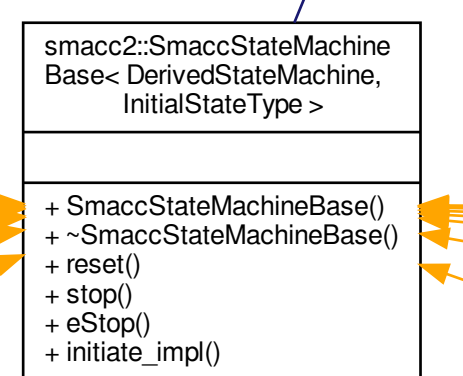 smacc2::SmaccStateMachine
Base< DerivedStateMachine,
InitialStateType >
+ SmaccStateMachineBase()
+ ~SmaccStateMachineBase()
+ reset()
+ stop()
+ eStop()
+ initiate_impl()